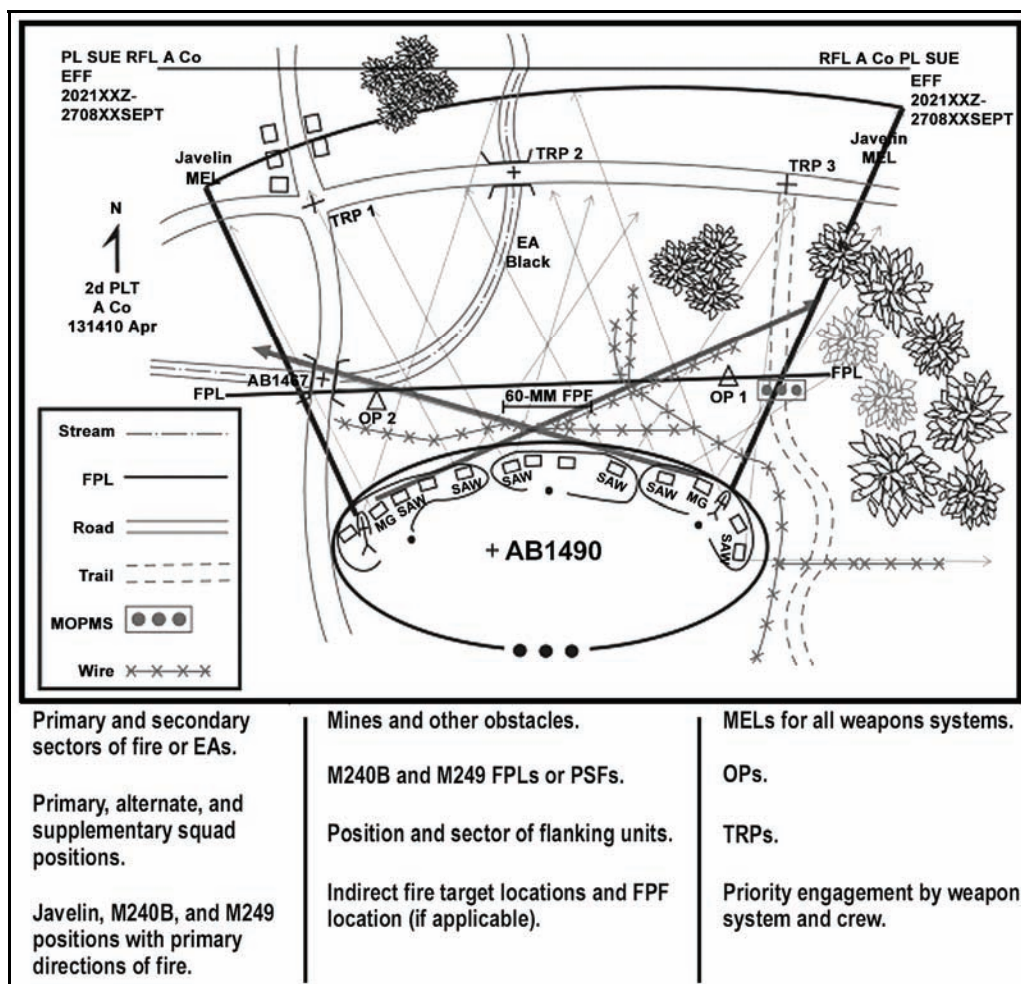 PL SUE RFL A Co
EFF
2021XXZ-
2708XXSEPT
RFL A Co PL SUE
EFF
2021XXZ-
2708XXSEPT
Javelin
MEL
Javelin
MEL
TRP 2
TRP 3
TRP 1
N
2d PLT
A Co
131410 Apr
EA
Black
AB1467
FPL
FPL
OP 2
60-MM FPF
OP 1
MG
SAW
SAW
SAW
SAW
SAW
MG
SAW
+ AB1490
Stream
FPL
Road
Trail
MOPMS
Wire
Primary and secondary
sectors of fire or EAs.
Primary, alternate, and
supplementary squad
positions.
Javelin, M240B, and M249
positions with primary
directions of fire.
Mines and other obstacles.
M240B and M249 FPLs or PSFs.
Position and sector of flanking units.
Indirect fire target locations and FPF
location (if applicable).
MELs for all weapons systems.
OPs.
TRPs.
Priority engagement by weapon
system and crew.